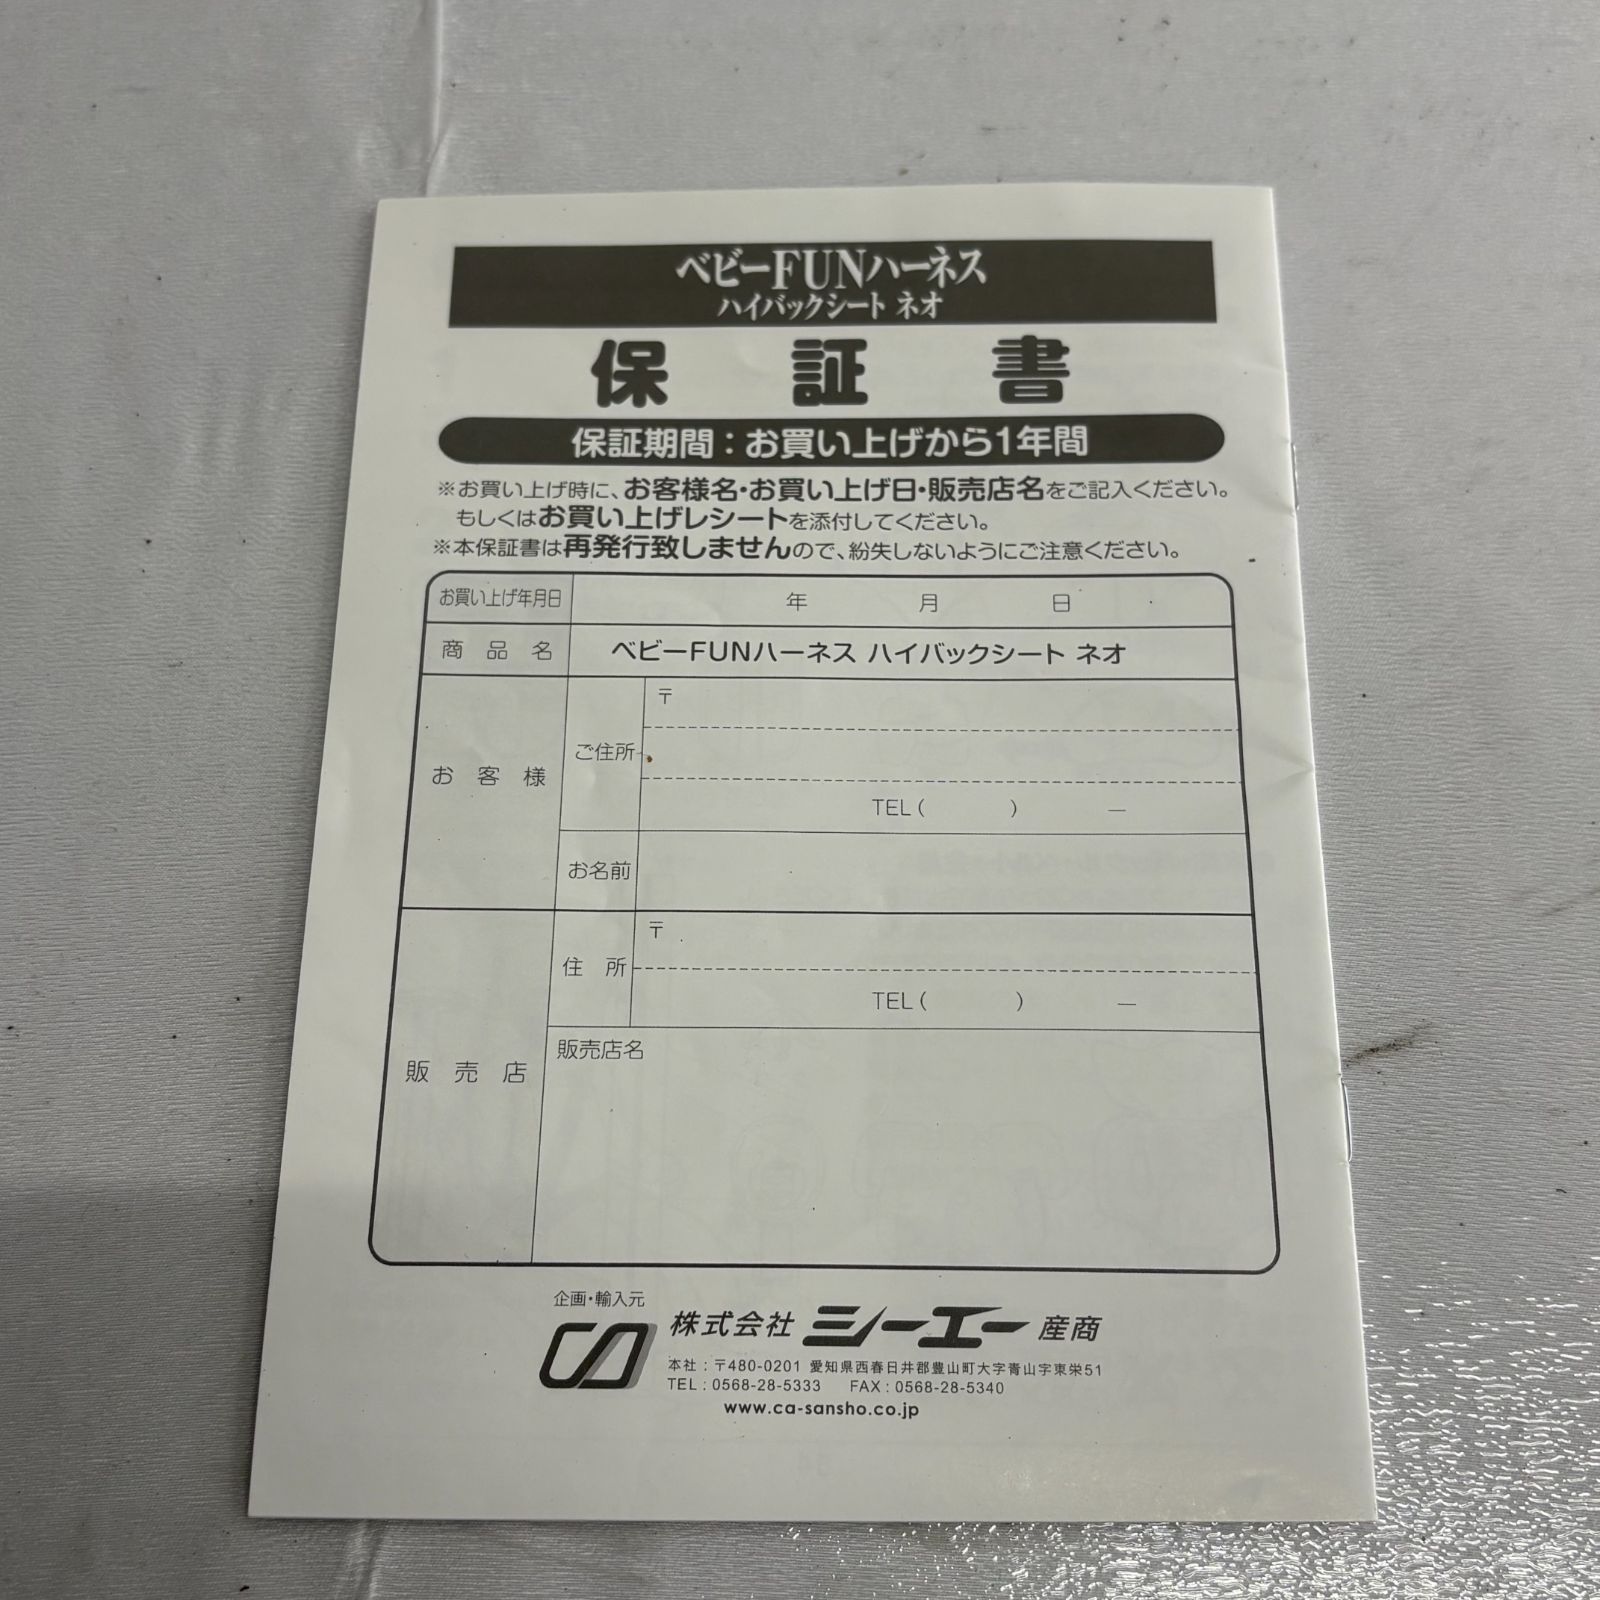 ベビーFUNハーネス
ハイバックシート ネオ
保証書
保証期間：お買い上げから1年間
※お買い上げ時に、お客様名・お買い上げ日・販売店名をご記入ください。
もしくはお買い上げレシートを添付してください。
※本保証書は再発行致しませんので、紛失しないようにご注意ください。
お買い上げ年月日 年 月 日
商品名 ベビーFUNハーネス ハイバックシート ネオ
お客様
ご住所
〒
TEL（ ） ―
お名前
販売店
住所
〒
TEL（ ） ―
販売店名
企画・輸入元
株式会社 シーエー産商
本社：〒480-0201 愛知県西春日井郡豊山町大字青山字東栄51
TEL：0568-28-5333 FAX：0568-28-5340
www.ca-sansho.co.jp